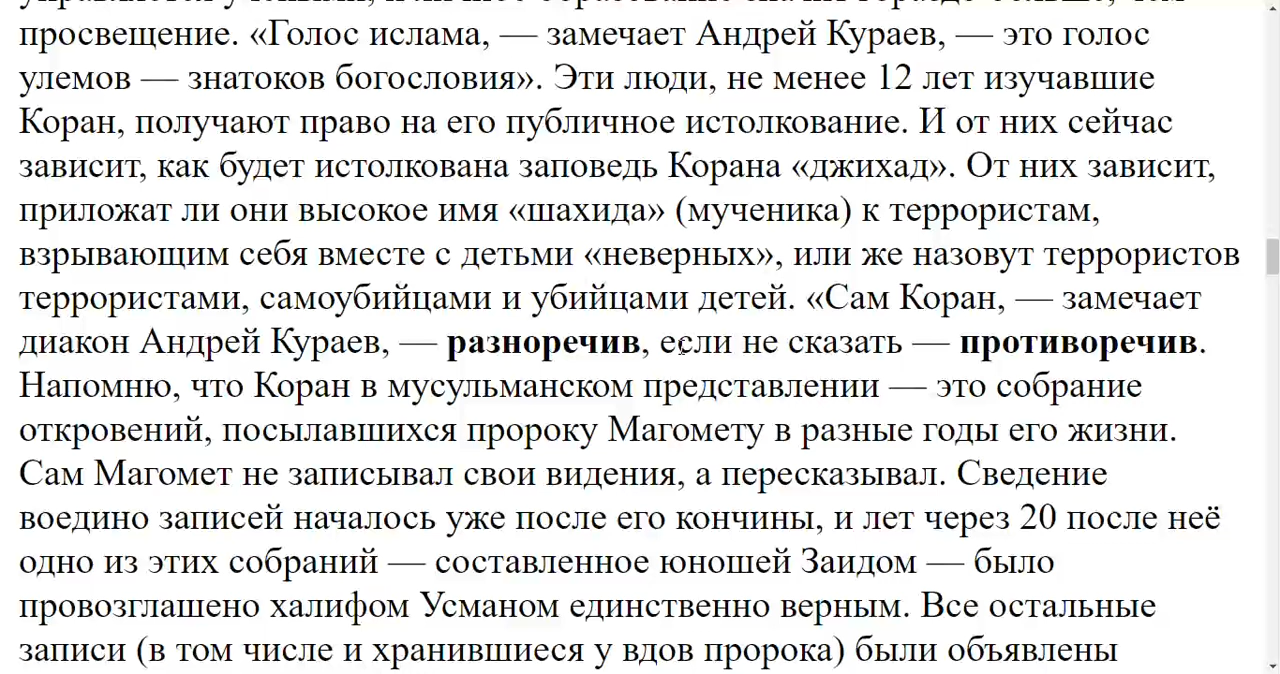 просвещение. «Голос ислама, — замечает Андрей Кураев, — это голос
улемов — знатоков богословия». Эти люди, не менее 12 лет изучавшие
Коран, получают право на его публичное истолкование. И от них сейчас
зависит, как будет истолкована заповедь Корана «джихад». От них зависит,
приложат ли они высокое имя «шахида» (мученика) к террористам,
взрывающим себя вместе с детьми «неверных», или же назовут террористов
террористами, самоубийцами и убийцами детей. «Сам Коран, — замечает
диакон Андрей Кураев, — разноречив, если не сказать — противоречив.
Напомню, что Коран в мусульманском представлении — это собрание
откровений, посылавшихся пророку Магомету в разные годы его жизни.
Сам Магомет не записывал свои видения, а пересказывал. Сведение
воедино записей началось уже после его кончины, и лет через 20 после неё
одно из этих собраний — составленное юношей Заидом — было
провозглашено халифом Усманом единственно верным. Все остальные
записи (в том числе и хранившиеся у вдов пророка) были объявлены